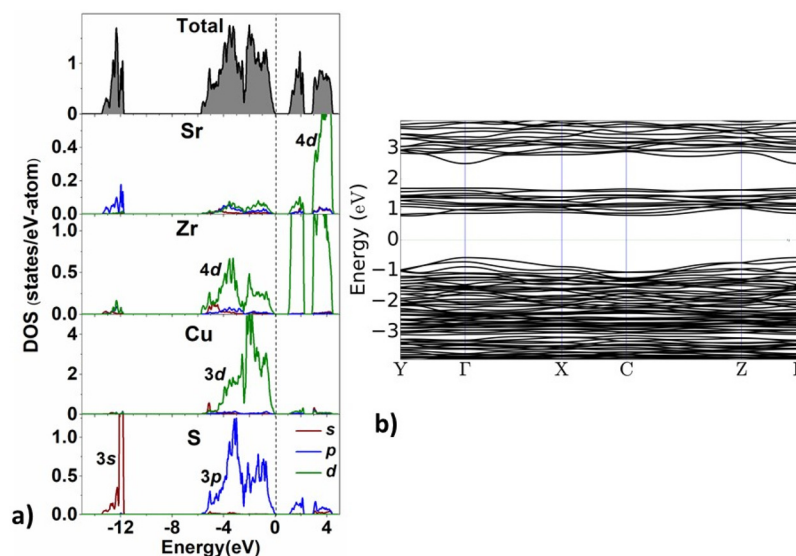 Total
1
0
Sr
4d
0.4
0.2
0.0
Zr
4d
1.0
0.5
0.0
Cu
3d
4
2
0
S
3s
3p
s
p
d
1.0
0.5
0.0
-12 -8 -4 0 4
Energy(eV)
DOS (states/eV-atom)
a)
3
2
1
0
−1
−2
−3
Energy (eV)
Y Γ X C Z
b)